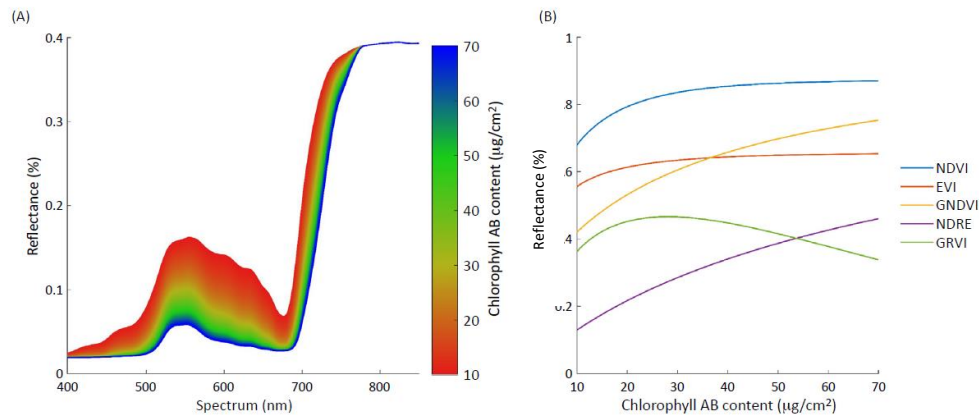 (A)
(B)
0.4
0.3
0.2
0.1
0
400
500
600
700
800
Reflectance (%)
Spectrum (nm)
70
60
50
40
30
20
10
Chlorophyll AB content (μg/cm²)
1
.8
.6
.4
0.2
0
10
20
30
40
50
60
70
Reflectance (%)
Chlorophyll AB content (μg/cm²)
NDVI
EVI
GNDVI
NDRE
GRVI